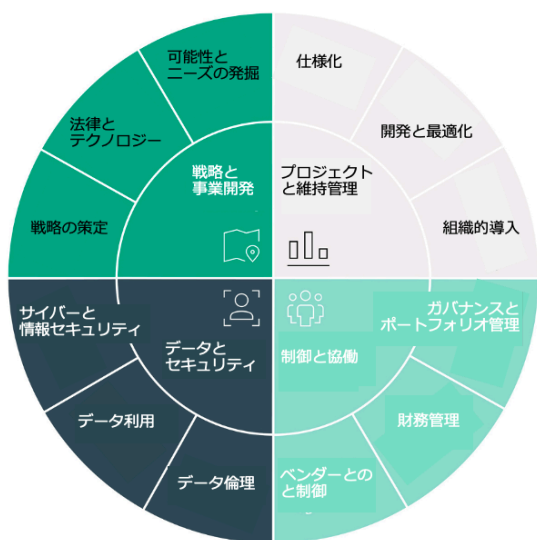 可能性と
ニーズの発掘
仕様化
法律と
テクノロジー
開発と最適化
戦略と
事業開発
プロジェクト
と維持管理
戦略の策定
組織的導入
サイバーと
情報セキュリティ
ガバナンスと
ポートフォリオ管理
データと
セキュリティ
制御と協働
データ利用
財務管理
データ倫理
ベンダーとの
と制御